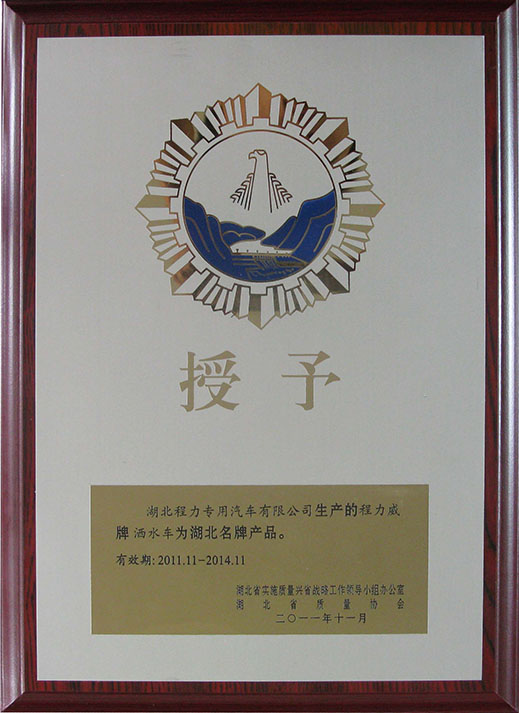 授予
湖北程力专用汽车有限公司生产的程力威
牌洒水车为湖北名牌产品。
有效期:2011.11-2014.11
湖北省实施质量兴省战略工作领导小组办公室
湖北省质量协会
二〇一一年十一月